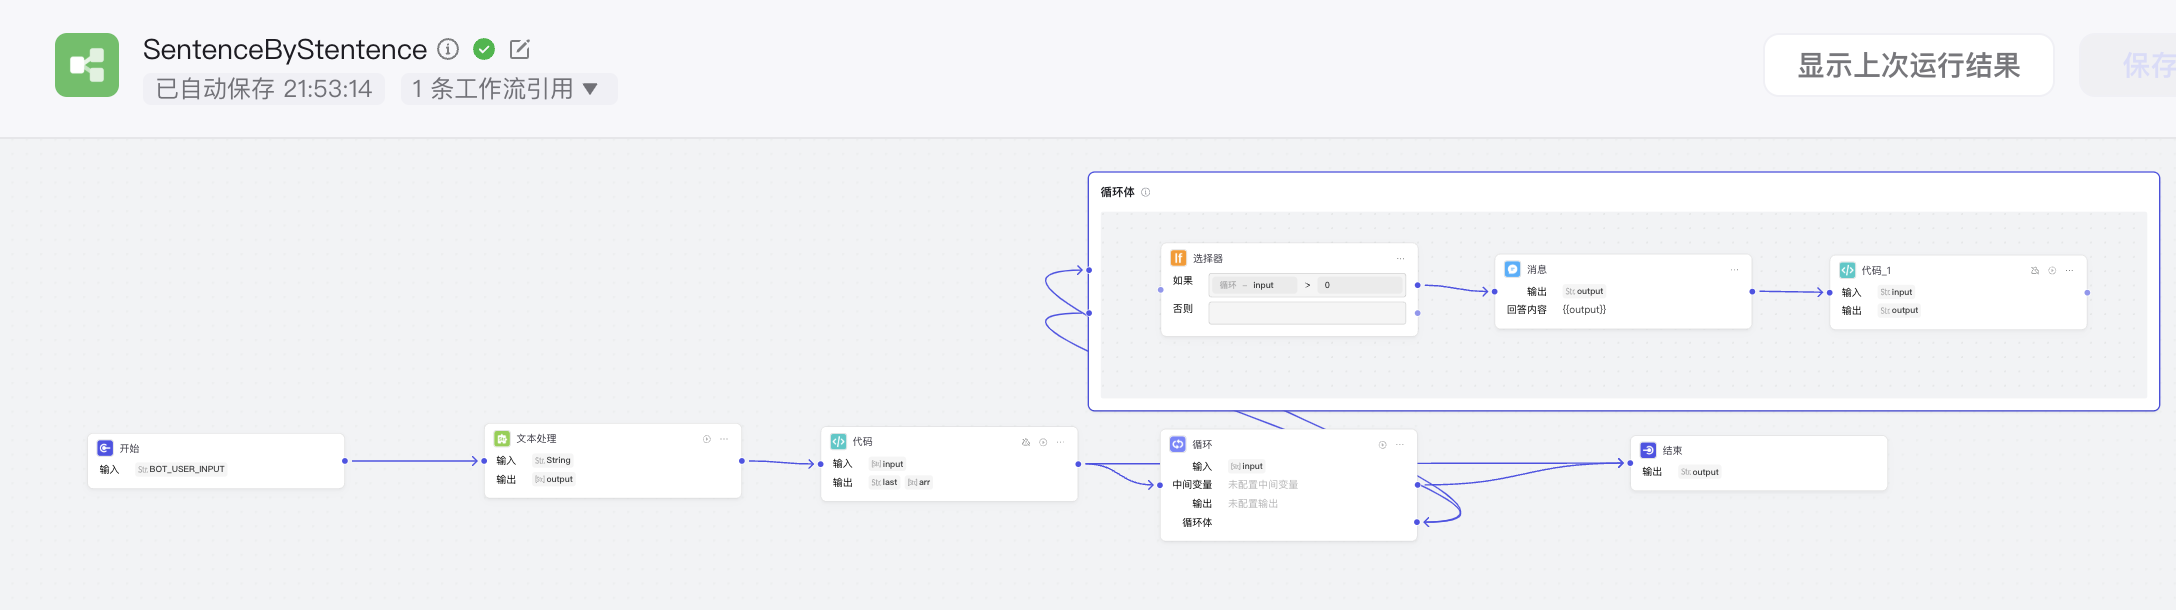 SentenceByStentence
已自动保存 21:53:14
1 条工作流引用
显示上次运行结果
保存
循环体
If 选择器
如果 循环 - input > 0
否则
消息
输出 Str. output
回答内容 {{output}}
代码_1
输入 Str. input
输出 Str. output
开始
输入 Str. BOT_USER_INPUT
文本处理
输入 Str. String
输出 output
代码
输入 input
输出 Str. last arr
循环
输入 input
中间变量 未配置中间变量
输出 未配置输出
循环体
结束
输出 Str. output